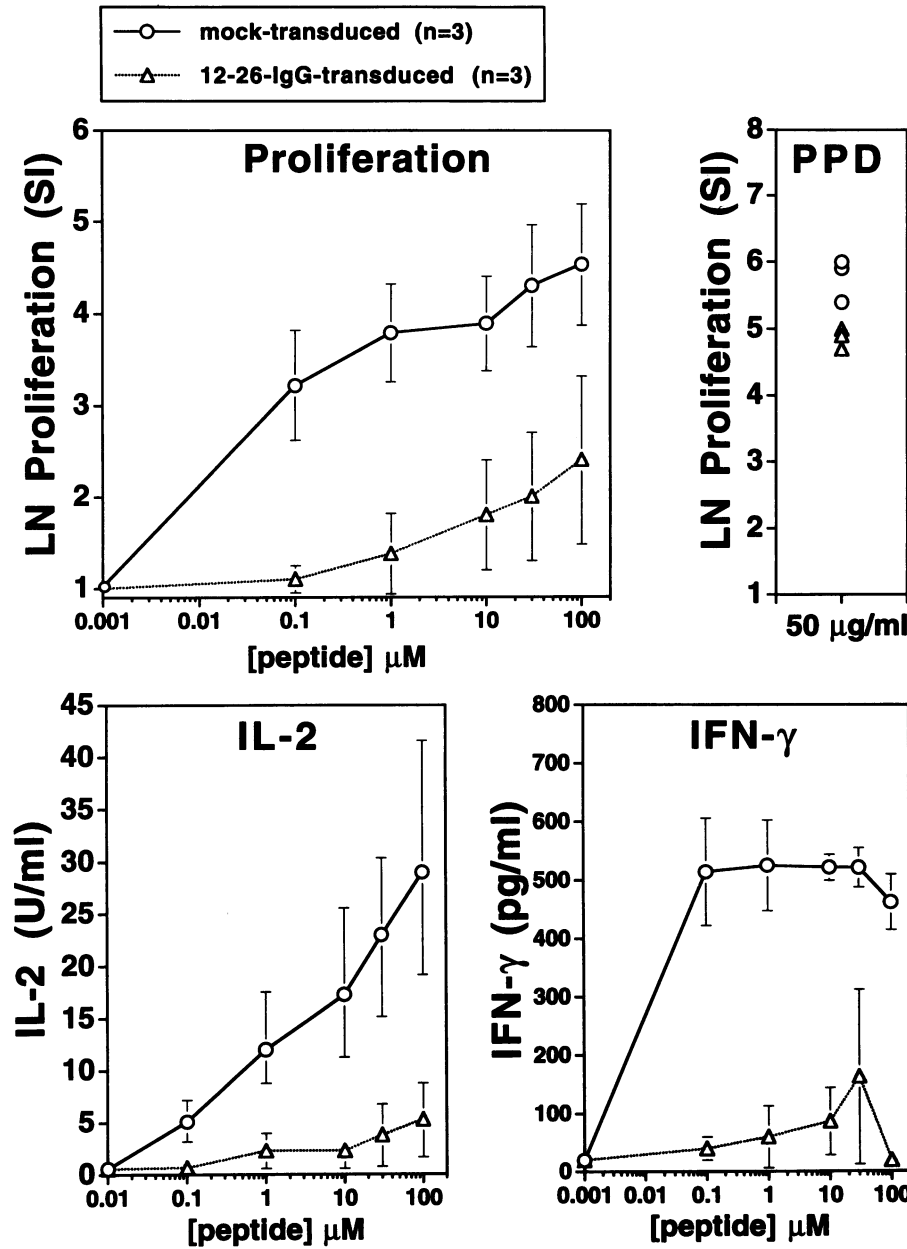 mock-transduced (n=3)
12-26-IgG-transduced (n=3)
Proliferation
LN Proliferation (SI)
6
5
4
3
2
1
0.001 0.01 0.1 1 10 100
[peptide] μM
PPD
LN Proliferation (SI)
8
7
6
5
4
3
2
1
50 μg/ml
IL-2
IL-2 (U/ml)
45
40
35
30
25
20
15
10
5
0
0.01 0.1 1 10 100
[peptide] μM
IFN-γ
IFN-γ (pg/ml)
800
700
600
500
400
300
200
100
0
0.001 0.01 0.1 1 10 100
[peptide] μM